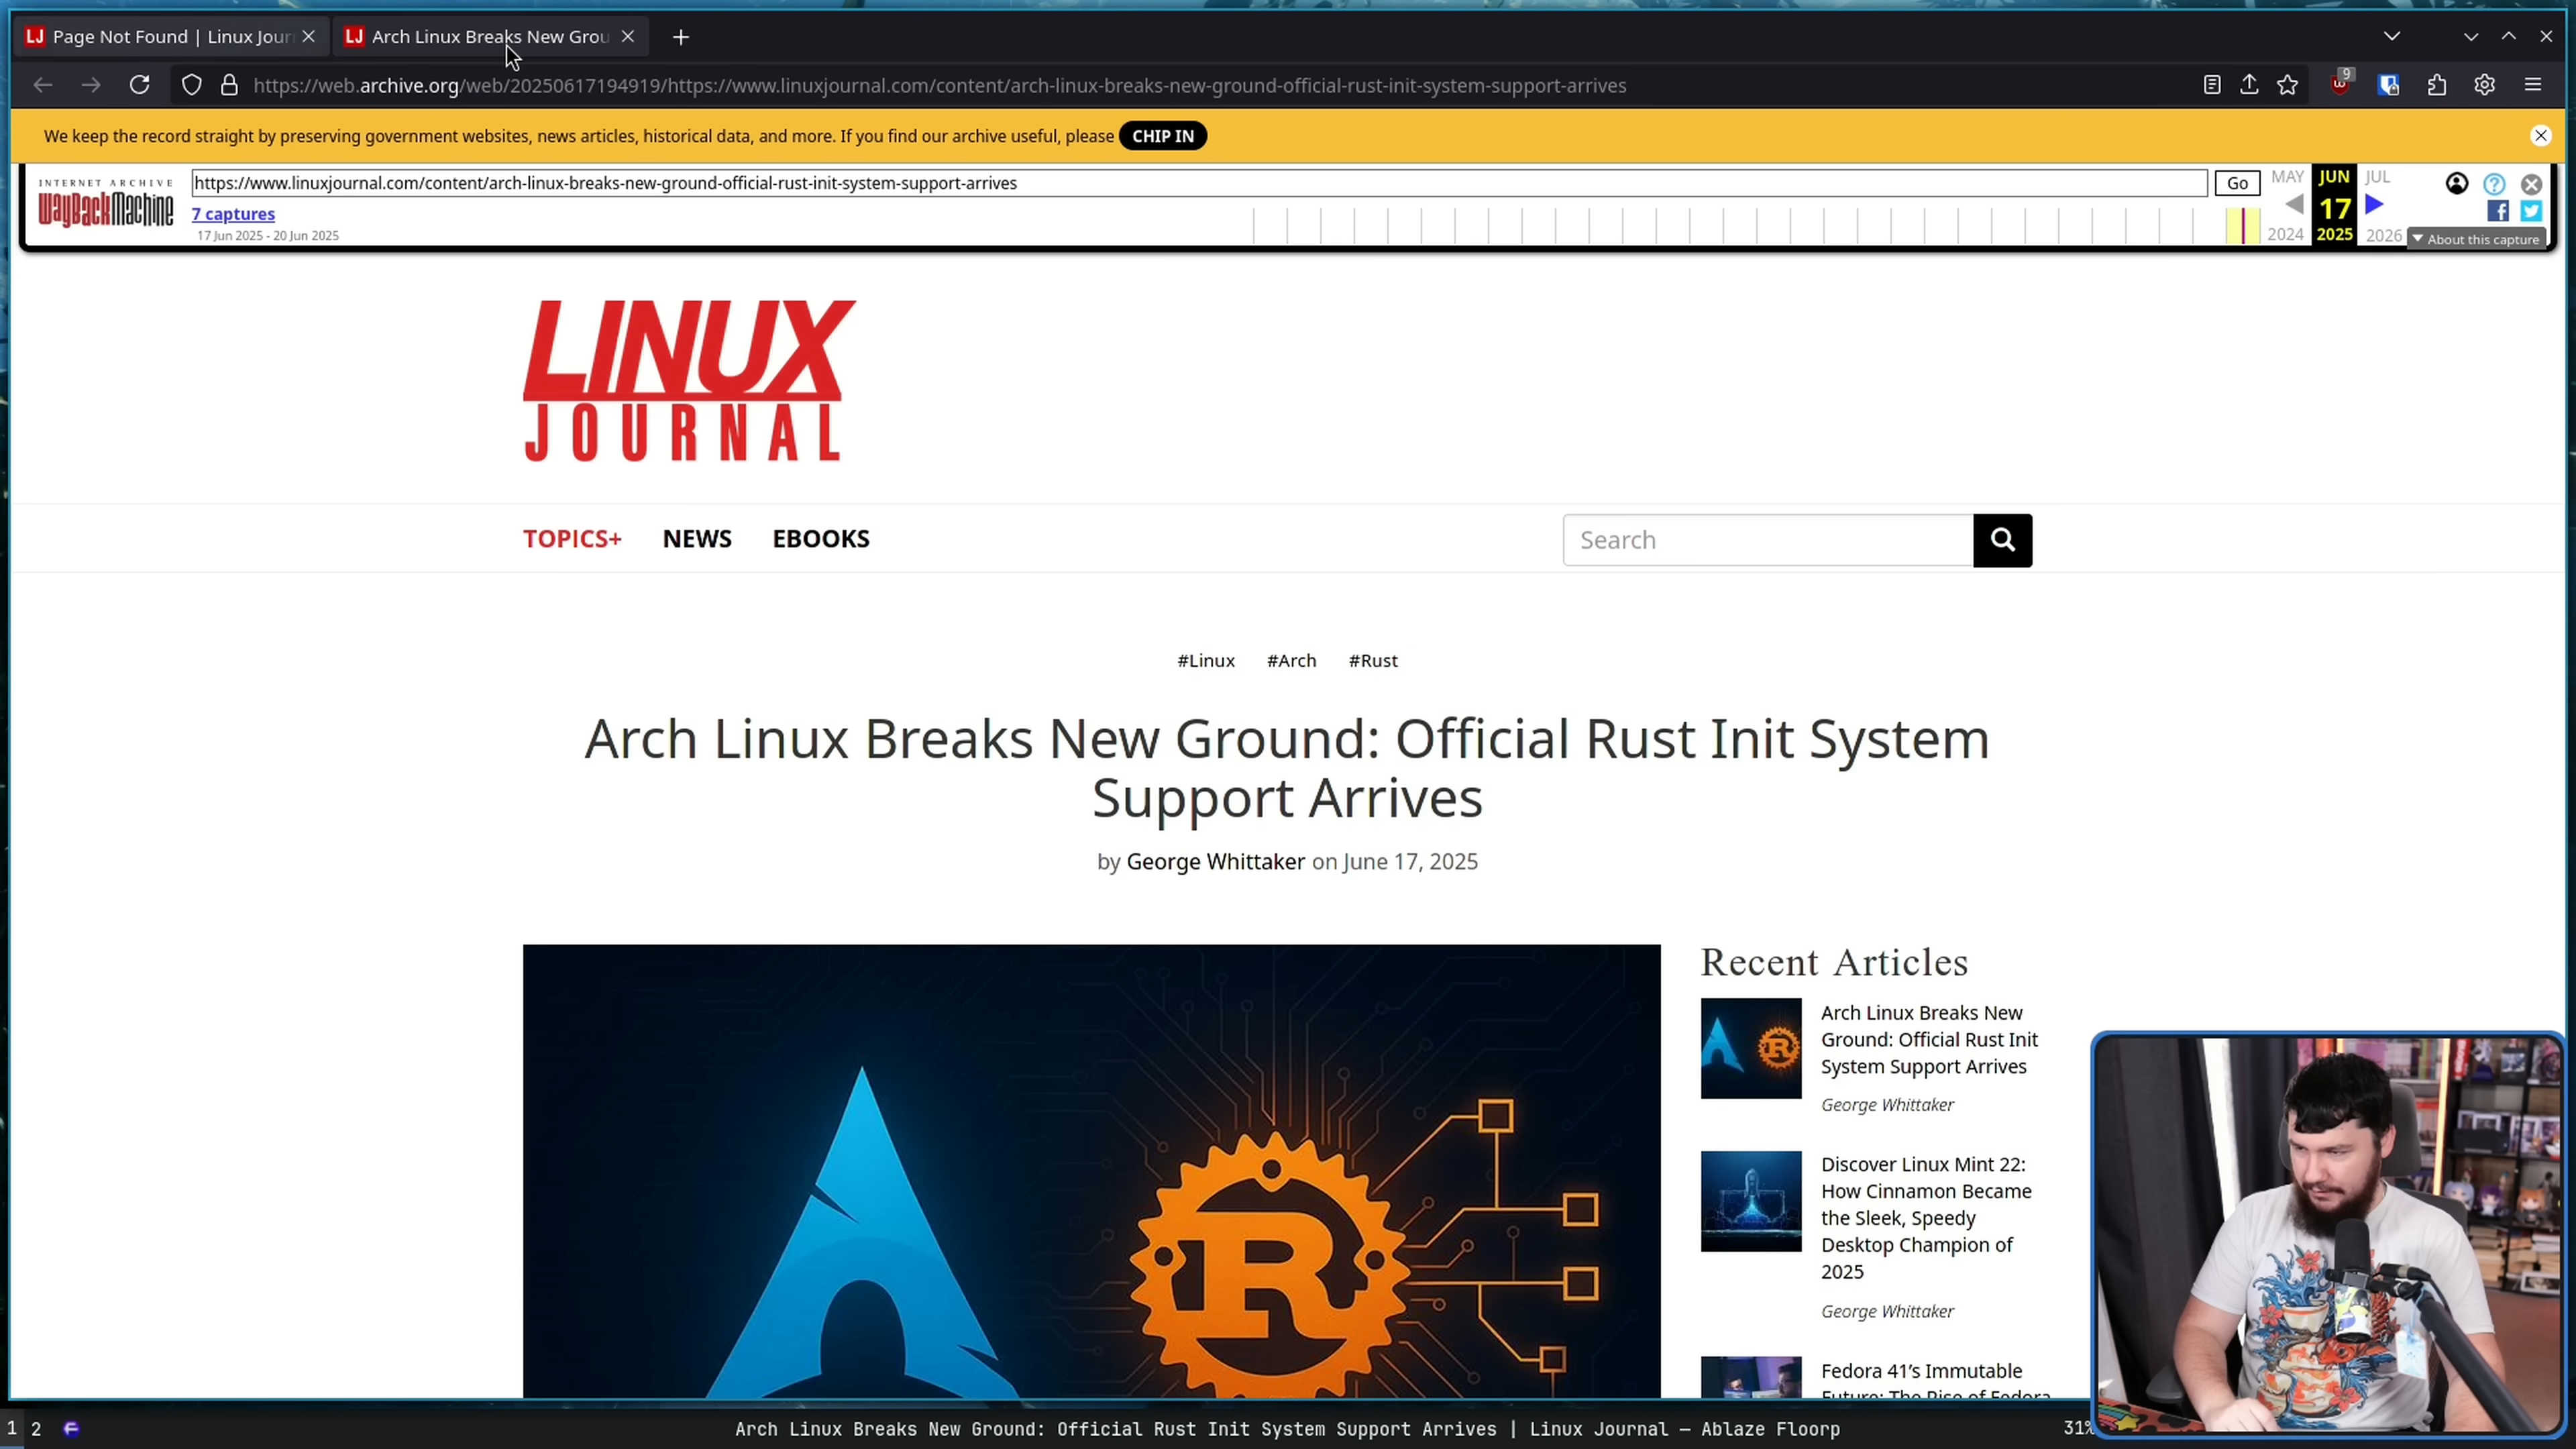 Page Not Found | Linux Jour
Arch Linux Breaks New Grou
https://web.archive.org/web/20250617194919/https://www.linuxjournal.com/content/arch-linux-breaks-new-ground-official-rust-init-system-support-arrives
9
We keep the record straight by preserving government websites, news articles, historical data, and more. If you find our archive useful, please CHIP IN
INTERNET ARCHIVE
WayBackMachine
https://www.linuxjournal.com/content/arch-linux-breaks-new-ground-official-rust-init-system-support-arrives
Go
7 captures
17 Jun 2025 - 20 Jun 2025
MAY JUN JUL
17
2024 2025 2026
About this capture
LINUX
JOURNAL
TOPICS+ NEWS EBOOKS
Search
#Linux #Arch #Rust
Arch Linux Breaks New Ground: Official Rust Init System
Support Arrives
by George Whittaker on June 17, 2025
R
Recent Articles
Arch Linux Breaks New
Ground: Official Rust Init
System Support Arrives
George Whittaker
Discover Linux Mint 22:
How Cinnamon Became
the Sleek, Speedy
Desktop Champion of
2025
George Whittaker
Fedora 41’s Immutable
Future: The Rise of Fedora
1 2
Arch Linux Breaks New Ground: Official Rust Init System Support Arrives | Linux Journal — Ablaze Floorp
31%